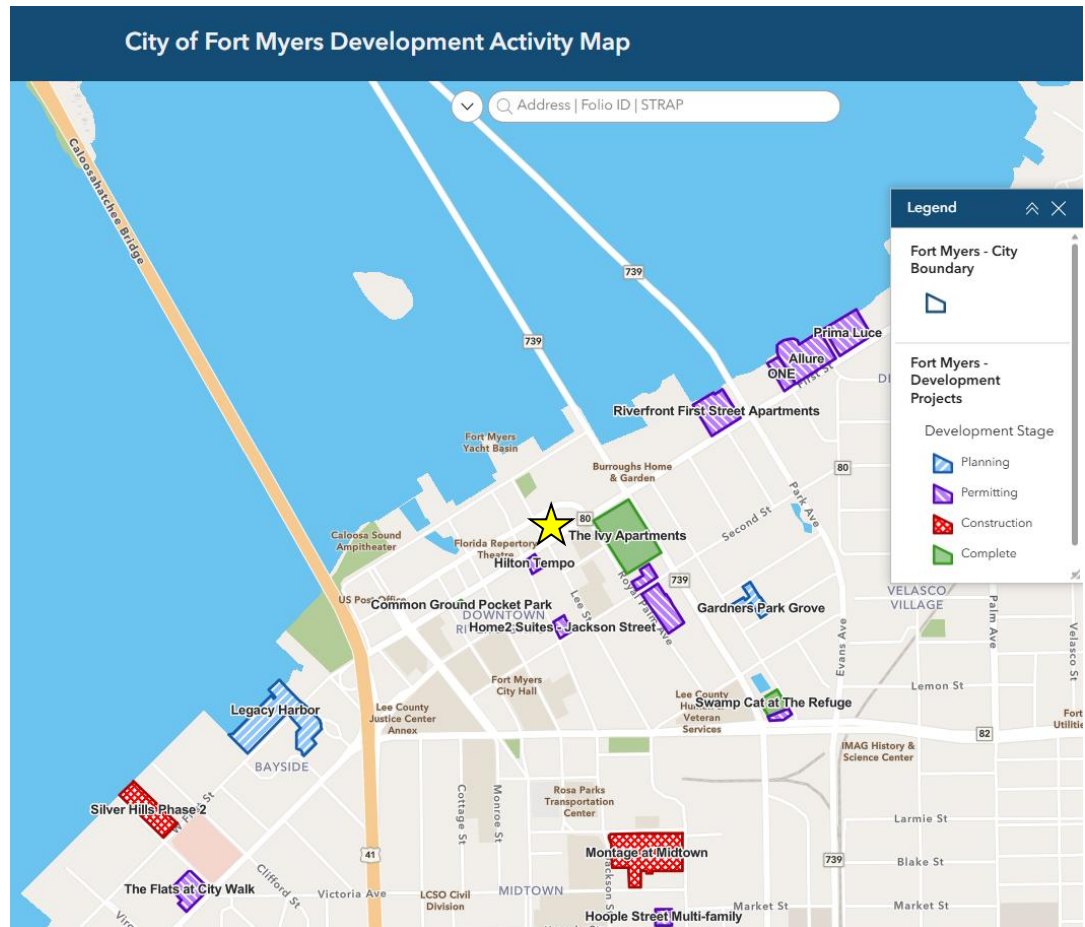 City of Fort Myers Development Activity Map
Address | Folio ID | STRAP
Caloosahatchee Bridge
739
739
Legend
Fort Myers - City
Boundary
Fort Myers -
Development
Projects
Development Stage
Planning
Permitting
Construction
Complete
Prima Luce
Allure
ONE
First St
Riverfront First Street Apartments
Fort Myers
Yacht Basin
Burroughs Home
& Garden
80
Park Ave
Second St
Caloosa Sound
Ampitheater
Florida Repertory
Theatre
80
The Ivy Apartments
Hilton Tempo
Lee St
Royal Palm Ave
739
US Post Office
Common Ground Pocket Park
DOWNTOWN
Home2 Suites - Jackson Street
Gardners Park Grove
VELASCO
VILLAGE
Palm Ave
Velasco St
Evans Ave
Fort Myers
City Hall
Lemon St
Lee County
Veteran
Services
Swamp Cat at The Refuge
Legacy Harbor
Lee County
Justice Center
Annex
BAYSIDE
82
Fort
IMAG History &
Science Center
Silver Hills Phase 2
W First St
Cottage St
Monroe St
Rosa Parks
Transportation
Center
Larmie St
41
Montage at Midtown
739
Blake St
Jackson St
The Flats at City Walk
Clifford St
Victoria Ave
LCSO Civil
Division
MIDTOWN
Market St
Market St
Hoople Street Multi-family